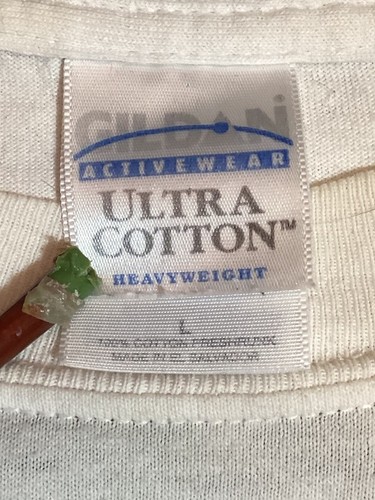 GILDAN
ACTIVEWEAR
ULTRA
COTTON™
HEAVYWEIGHT
L
100% COTTON PRESHRUNK
MADE IN EL SALVADOR